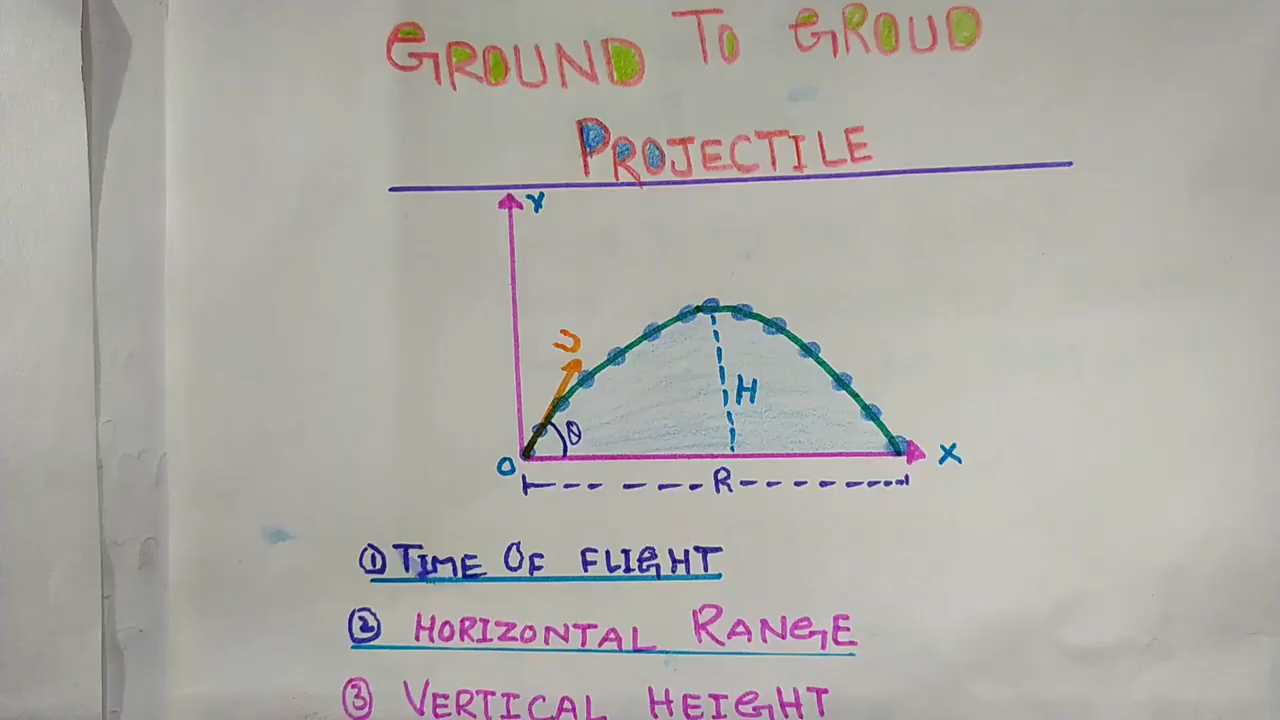 GROUND TO GROUD
PROJECTILE
Y
U
H
θ
O
X
R
① TIME OF FLIGHT
② HORIZONTAL RANGE
③ VERTICAL HEIGHT